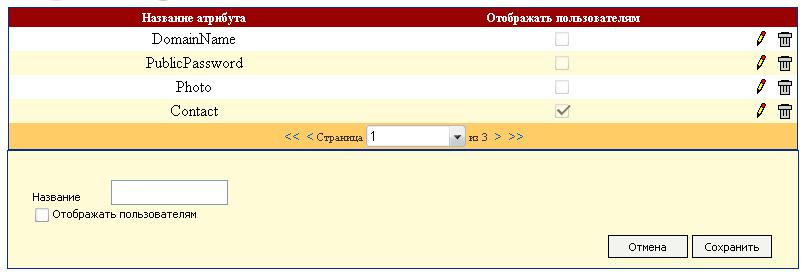 Название атрибута Отображать пользователям
DomainName
PublicPassword
Photo
Contact
<< < Страница 1 из 3 > >>
Название
Отображать пользователям
Отмена Сохранить